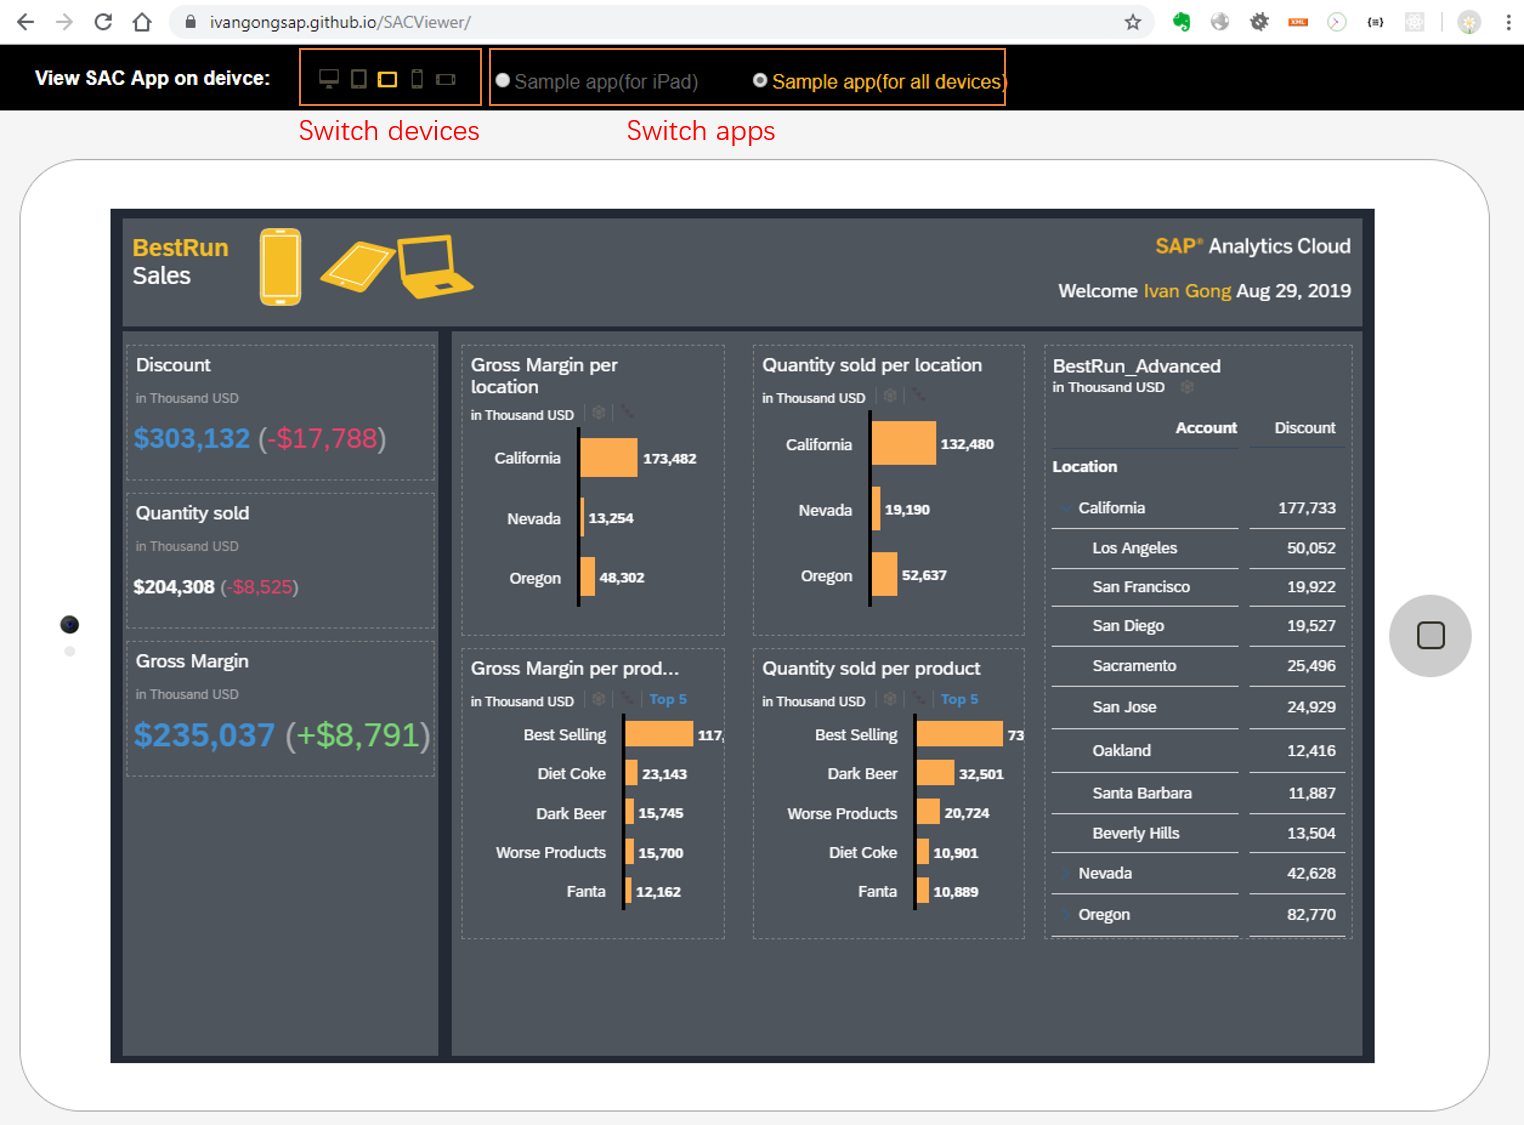 ivangongsap.github.io/SACViewer/
View SAC App on deivce:
Sample app(for iPad)
Sample app(for all devices)
Switch devices
Switch apps
BestRun
Sales
SAP® Analytics Cloud
Welcome Ivan Gong Aug 29, 2019
Discount
in Thousand USD
$303,132 (-$17,788)
Quantity sold
in Thousand USD
$204,308 (-$8,525)
Gross Margin
in Thousand USD
$235,037 (+$8,791)
Gross Margin per
location
in Thousand USD
California 173,482
Nevada 13,254
Oregon 48,302
Quantity sold per location
in Thousand USD
California 132,480
Nevada 19,190
Oregon 52,637
Gross Margin per prod...
in Thousand USD Top 5
Best Selling 117,
Diet Coke 23,143
Dark Beer 15,745
Worse Products 15,700
Fanta 12,162
Quantity sold per product
in Thousand USD Top 5
Best Selling 73
Dark Beer 32,501
Worse Products 20,724
Diet Coke 10,901
Fanta 10,889
BestRun_Advanced
in Thousand USD
Account Discount
Location
California 177,733
Los Angeles 50,052
San Francisco 19,922
San Diego 19,527
Sacramento 25,496
San Jose 24,929
Oakland 12,416
Santa Barbara 11,887
Beverly Hills 13,504
Nevada 42,628
Oregon 82,770